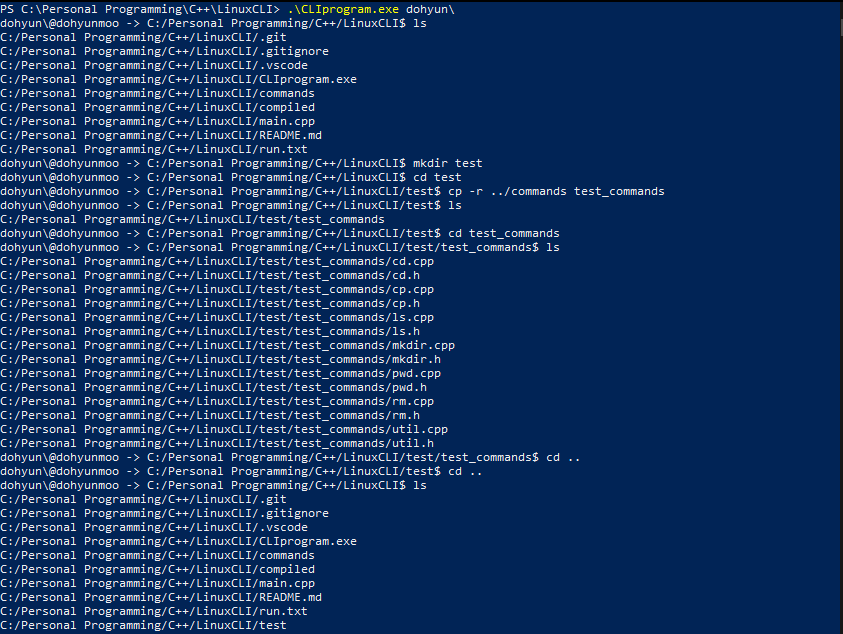 PS C:\Personal Programming\C++\LinuxCLI> .\CLIprogram.exe dohyun\
dohyun\@dohyunmoo -> C:/Personal Programming/C++/LinuxCLI$ ls
C:/Personal Programming/C++/LinuxCLI/.git
C:/Personal Programming/C++/LinuxCLI/.gitignore
C:/Personal Programming/C++/LinuxCLI/.vscode
C:/Personal Programming/C++/LinuxCLI/CLIprogram.exe
C:/Personal Programming/C++/LinuxCLI/commands
C:/Personal Programming/C++/LinuxCLI/compiled
C:/Personal Programming/C++/LinuxCLI/main.cpp
C:/Personal Programming/C++/LinuxCLI/README.md
C:/Personal Programming/C++/LinuxCLI/run.txt
dohyun\@dohyunmoo -> C:/Personal Programming/C++/LinuxCLI$ mkdir test
dohyun\@dohyunmoo -> C:/Personal Programming/C++/LinuxCLI$ cd test
dohyun\@dohyunmoo -> C:/Personal Programming/C++/LinuxCLI/test$ cp -r ../commands test_commands
dohyun\@dohyunmoo -> C:/Personal Programming/C++/LinuxCLI/test$ ls
C:/Personal Programming/C++/LinuxCLI/test/test_commands
dohyun\@dohyunmoo -> C:/Personal Programming/C++/LinuxCLI/test$ cd test_commands
dohyun\@dohyunmoo -> C:/Personal Programming/C++/LinuxCLI/test/test_commands$ ls
C:/Personal Programming/C++/LinuxCLI/test/test_commands/cd.cpp
C:/Personal Programming/C++/LinuxCLI/test/test_commands/cd.h
C:/Personal Programming/C++/LinuxCLI/test/test_commands/cp.cpp
C:/Personal Programming/C++/LinuxCLI/test/test_commands/cp.h
C:/Personal Programming/C++/LinuxCLI/test/test_commands/ls.cpp
C:/Personal Programming/C++/LinuxCLI/test/test_commands/ls.h
C:/Personal Programming/C++/LinuxCLI/test/test_commands/mkdir.cpp
C:/Personal Programming/C++/LinuxCLI/test/test_commands/mkdir.h
C:/Personal Programming/C++/LinuxCLI/test/test_commands/pwd.cpp
C:/Personal Programming/C++/LinuxCLI/test/test_commands/pwd.h
C:/Personal Programming/C++/LinuxCLI/test/test_commands/rm.cpp
C:/Personal Programming/C++/LinuxCLI/test/test_commands/rm.h
C:/Personal Programming/C++/LinuxCLI/test/test_commands/util.cpp
C:/Personal Programming/C++/LinuxCLI/test/test_commands/util.h
dohyun\@dohyunmoo -> C:/Personal Programming/C++/LinuxCLI/test/test_commands$ cd ..
dohyun\@dohyunmoo -> C:/Personal Programming/C++/LinuxCLI/test$ cd ..
dohyun\@dohyunmoo -> C:/Personal Programming/C++/LinuxCLI$ ls
C:/Personal Programming/C++/LinuxCLI/.git
C:/Personal Programming/C++/LinuxCLI/.gitignore
C:/Personal Programming/C++/LinuxCLI/.vscode
C:/Personal Programming/C++/LinuxCLI/CLIprogram.exe
C:/Personal Programming/C++/LinuxCLI/commands
C:/Personal Programming/C++/LinuxCLI/compiled
C:/Personal Programming/C++/LinuxCLI/main.cpp
C:/Personal Programming/C++/LinuxCLI/README.md
C:/Personal Programming/C++/LinuxCLI/run.txt
C:/Personal Programming/C++/LinuxCLI/test